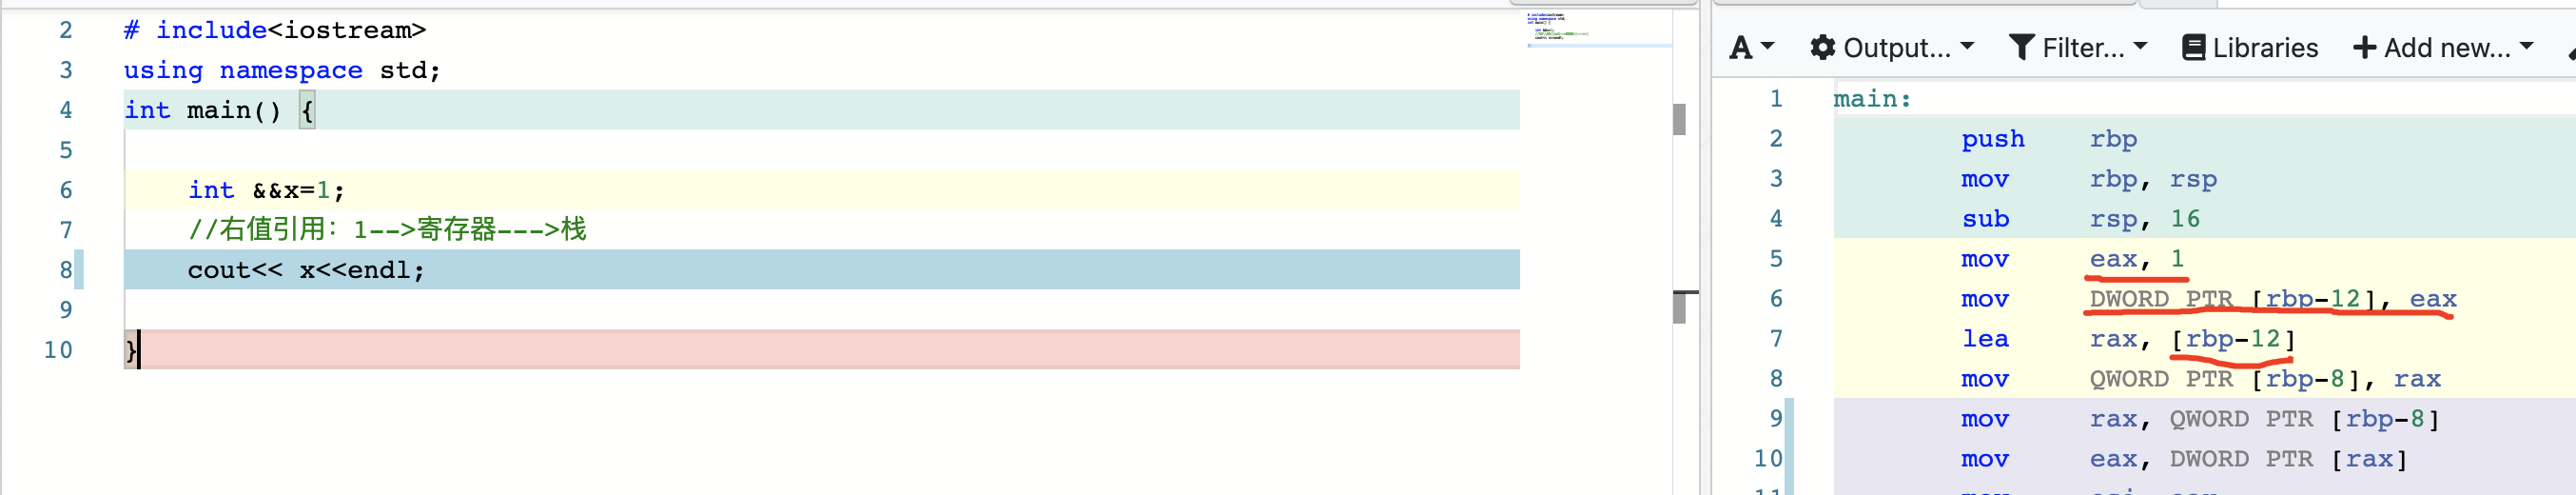 2 # include<iostream>
3 using namespace std;
4 int main() {
5
6 int &&x=1;
7 //右值引用：1-->寄存器--->栈
8 cout<< x<<endl;
9
10 }
A Output... Filter... Libraries Add new...
1 main:
2 push rbp
3 mov rbp, rsp
4 sub rsp, 16
5 mov eax, 1
6 mov DWORD PTR [rbp-12], eax
7 lea rax, [rbp-12]
8 mov QWORD PTR [rbp-8], rax
9 mov rax, QWORD PTR [rbp-8]
10 mov eax, DWORD PTR [rax]